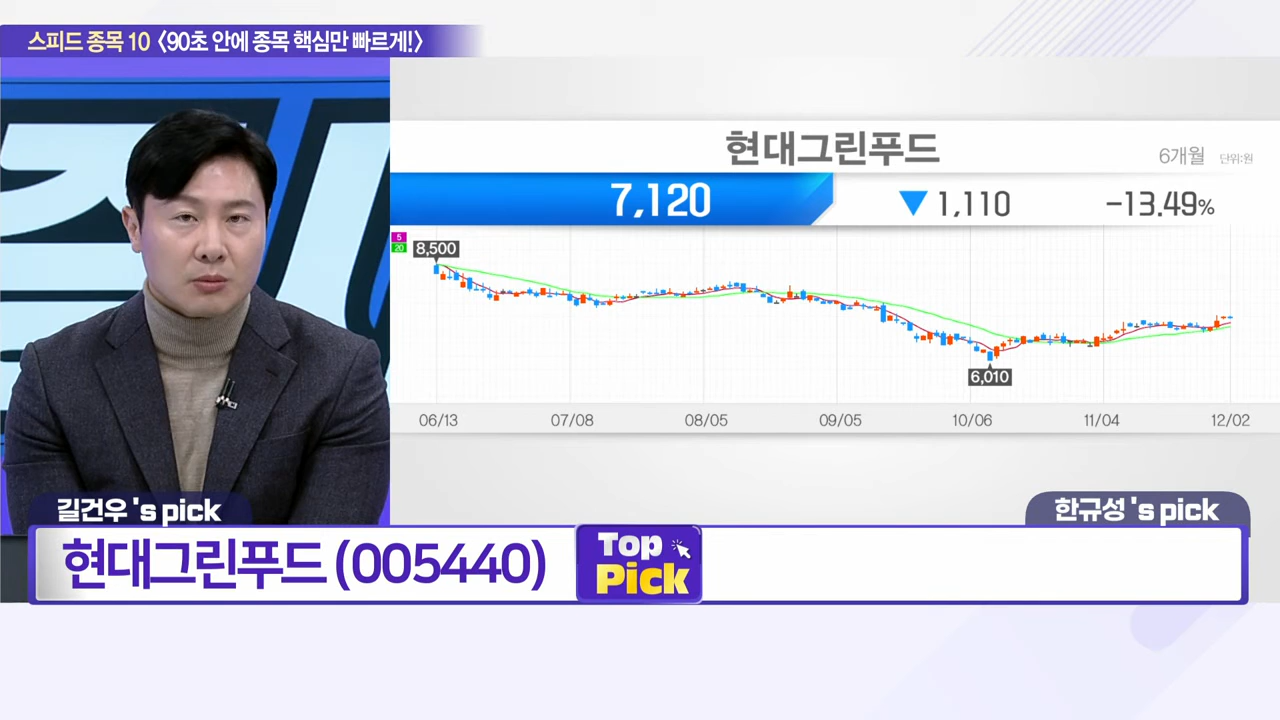 스피드 종목 10 〈90초 안에 종목 핵심만 빠르게!〉
현대그린푸드
6개월 단위:원
7,120 ▼ 1,110 -13.49%
5
20
8,500
6,010
06/13 07/08 08/05 09/05 10/06 11/04 12/02
길건우 's pick
한규성 's pick
현대그린푸드 (005440)
Top
Pick